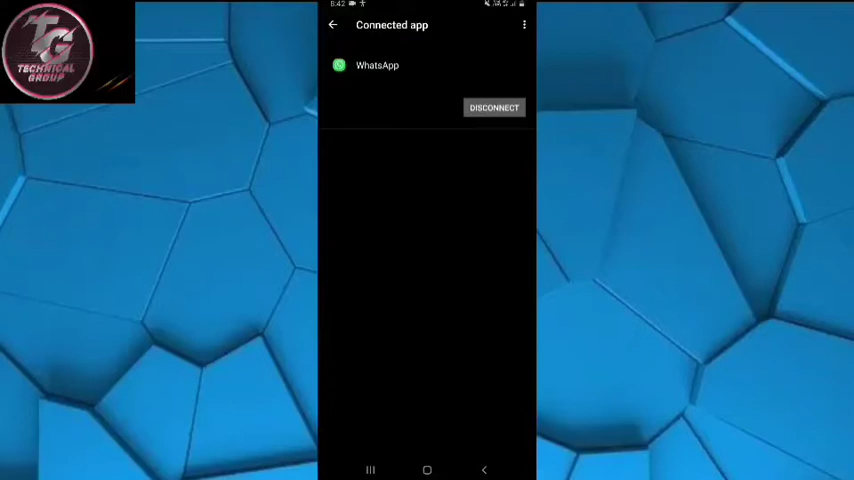 TG
TECHNICAL
GROUP
8:42
Connected app
WhatsApp
DISCONNECT